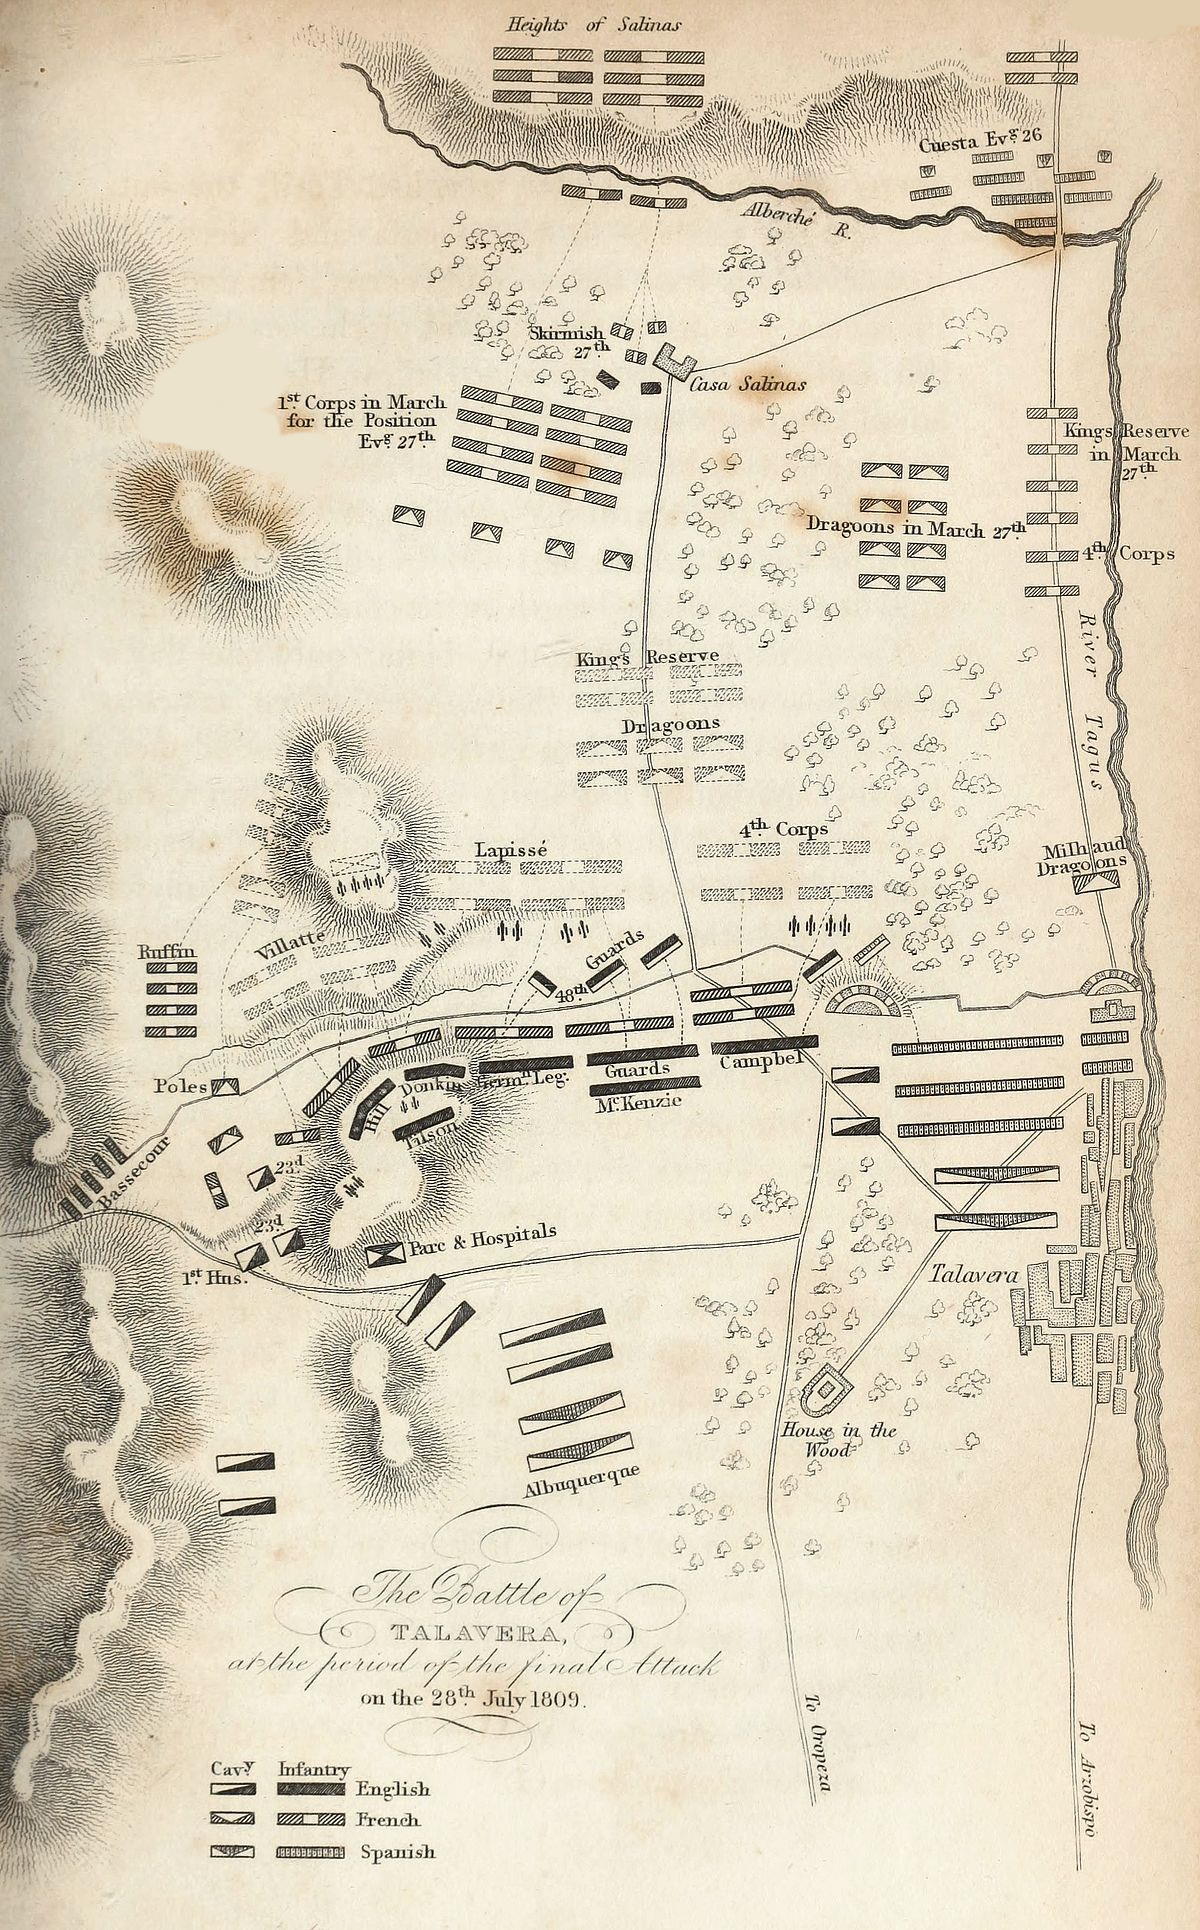 Heights of Salinas
Cuesta Evg. 26
Alberché R.
Skirmish
27th
Casa Salinas
1st Corps in March
for the Position
Evg. 27th
Kings Reserve
in March
27th
Dragoons in March 27th
4th Corps
River Tagus
King's Reserve
Dragoons
4th Corps
Lapissé
Milhaud
Dragoons
Ruffin
Villatte
Guards
48th
Poles
Campbel
Germn. Leg.
Guards
Mc.Kenzie
Donkin
Hill
Tilson
Bassecour
23d
23d
1st Hus.
Parc & Hospitals
Talavera
House in the
Wood
Albuquerque
The Battle of
TALAVERA,
at the period of the final Attack
on the 28th July 1809.
To Oropeza
To Arzobispo
Cavy Infantry
English
French
Spanish